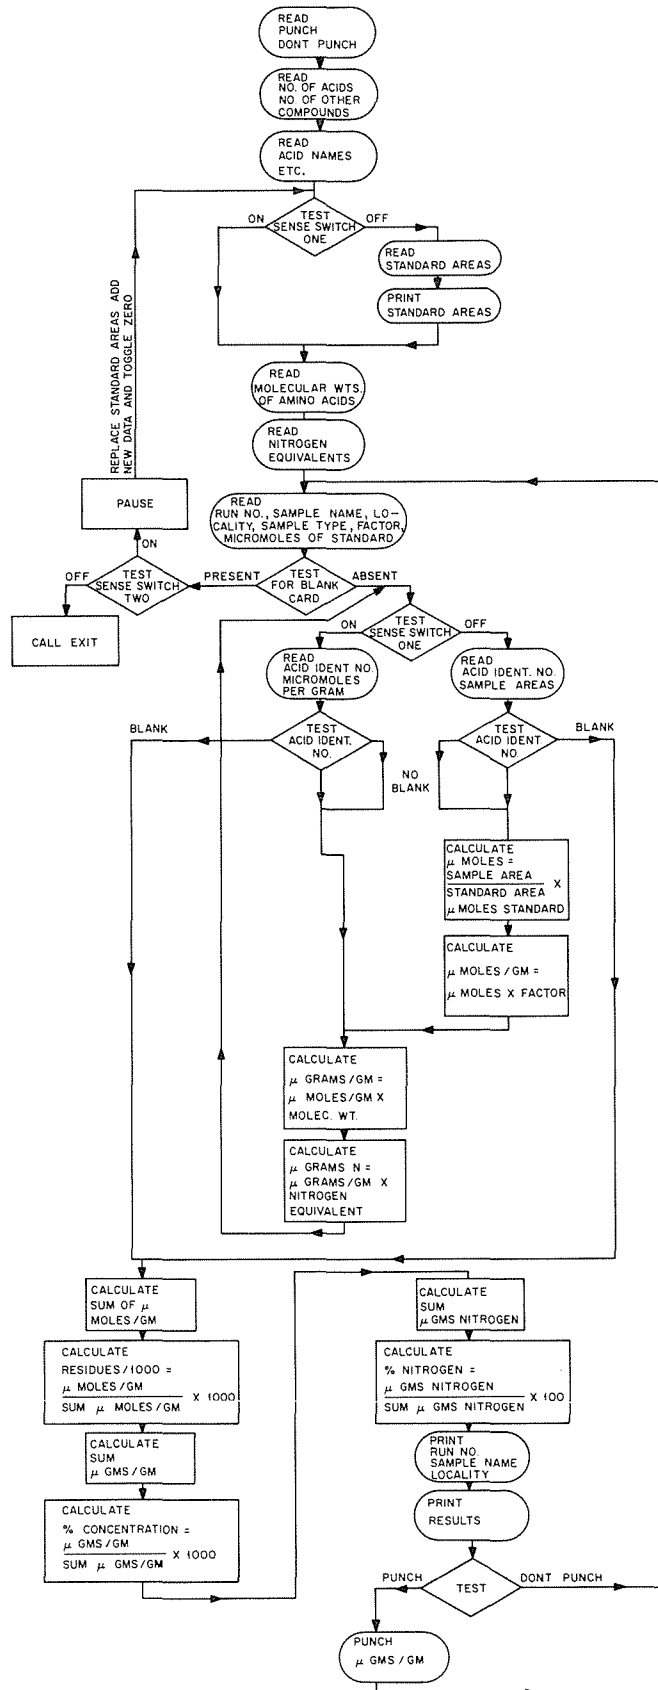 READ
PUNCH
DONT PUNCH
READ
NO. OF ACIDS
NO. OF OTHER
COMPOUNDS
READ
ACID NAMES
ETC.
ON
TEST
SENSE SWITCH
ONE
OFF
READ
STANDARD AREAS
PRINT
STANDARD AREAS
REPLACE STANDARD AREAS ADD
NEW DATA AND TOGGLE ZERO
READ
MOLECULAR WTS.
OF AMINO ACIDS
READ
NITROGEN
EQUIVALENTS
PAUSE
READ
RUN NO., SAMPLE NAME, LO-
CALITY, SAMPLE TYPE, FACTOR,
MICROMOLES OF STANDARD
ON
OFF
TEST
SENSE SWITCH
TWO
PRESENT
TEST
FOR BLANK
CARD
ABSENT
CALL EXIT
ON
TEST
SENSE SWITCH
ONE
OFF
READ
ACID IDENT NO.
MICROMOLES
PER GRAM
READ
ACID IDENT. NO.
SAMPLE AREAS
BLANK
TEST
ACID IDENT.
NO.
TEST
ACID IDENT.
NO.
BLANK
NO
BLANK
CALCULATE
μ MOLES =
SAMPLE AREA
STANDARD AREA X
μ MOLES STANDARD
CALCULATE
μ MOLES / GM =
μ MOLES X FACTOR
CALCULATE
μ GRAMS / GM =
μ MOLES/GM X
MOLEC. WT.
CALCULATE
μ GRAMS N =
μ GRAMS/GM X
NITROGEN
EQUIVALENT
CALCULATE
SUM OF μ
MOLES/GM
CALCULATE
RESIDUES/1000 =
μ MOLES/GM
SUM μ MOLES/GM X 1000
CALCULATE
SUM
μ GMS/GM
CALCULATE
% CONCENTRATION =
μ GMS/GM
SUM μ GMS/GM X 1000
CALCULATE
SUM
μ GMS NITROGEN
CALCULATE
% NITROGEN =
μ GMS NITROGEN
SUM μ GMS NITROGEN X 100
PRINT
RUN NO.
SAMPLE NAME
LOCALITY
PRINT
RESULTS
PUNCH
TEST
DONT PUNCH
PUNCH
μ GMS / GM